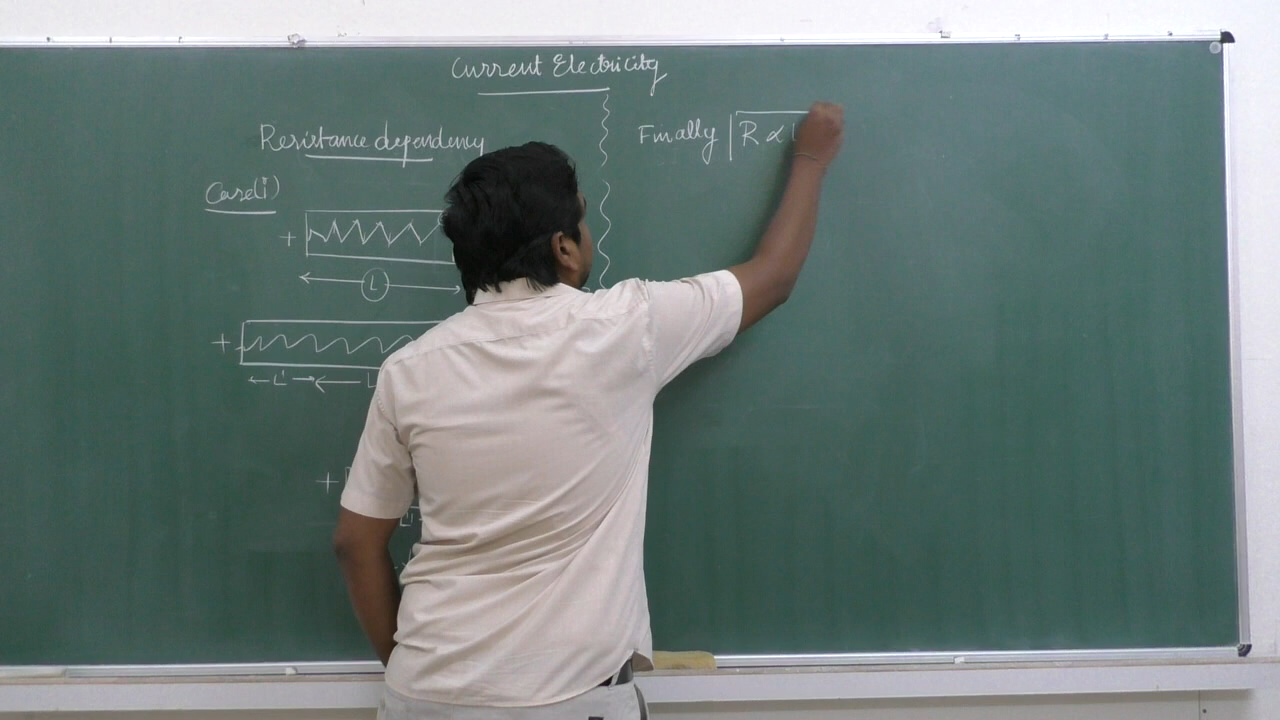 Current Electricity
Resistance dependency
Case(i)
+
L
+
L' L
+
Finally R ∝ L